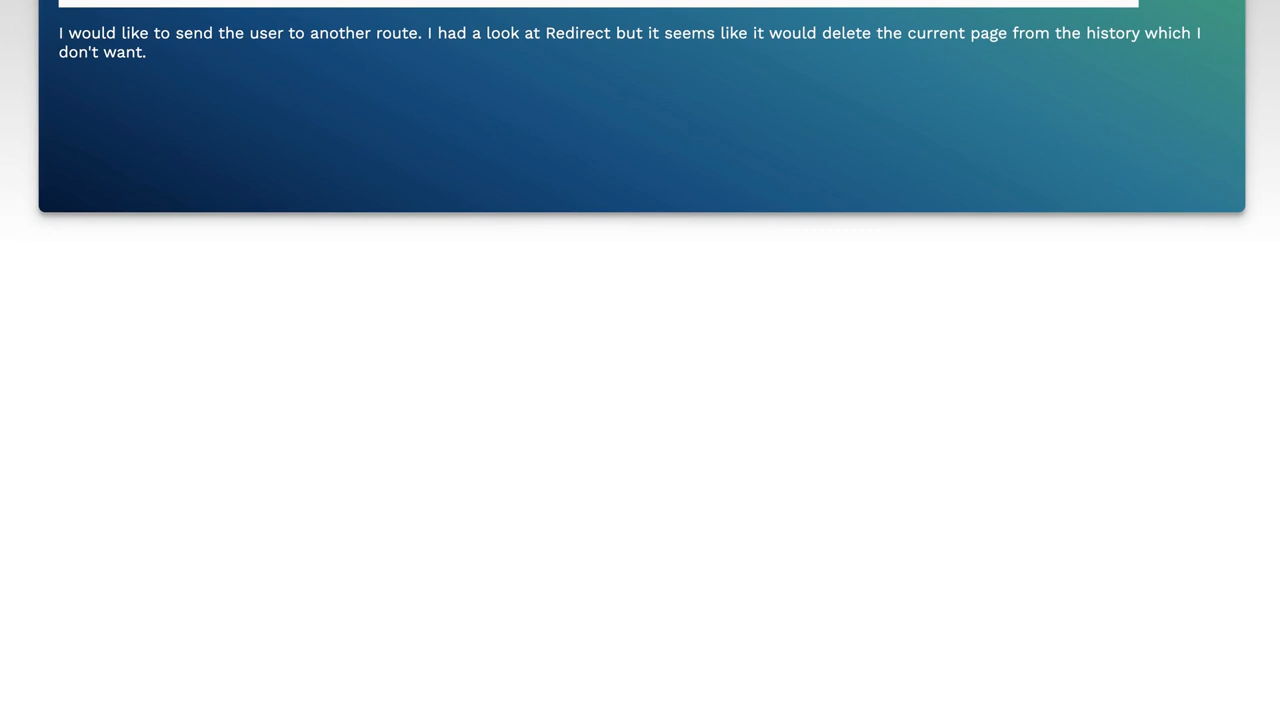 I would like to send the user to another route. I had a look at Redirect but it seems like it would delete the current page from the history which I
don't want.